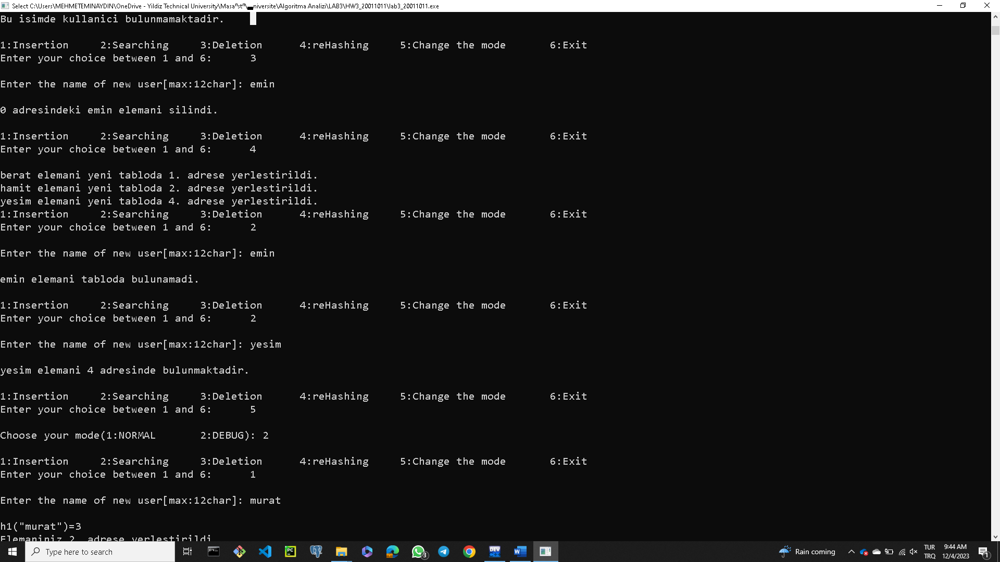 Select C:\Users\MEHMETEMINAYDIN\OneDrive - Yildiz Technical University\Masaⁿstⁿ\▄niversite\Algoritma Analizi\LAB3\HW3_20011011\lab3_20011011.exe
Bu isimde kullanici bulunmamaktadir.
1:Insertion 2:Searching 3:Deletion 4:reHashing 5:Change the mode 6:Exit
Enter your choice between 1 and 6: 3
Enter the name of new user[max:12char]: emin
0 adresindeki emin elemani silindi.
1:Insertion 2:Searching 3:Deletion 4:reHashing 5:Change the mode 6:Exit
Enter your choice between 1 and 6: 4
berat elemani yeni tabloda 1. adrese yerlestirildi.
hamit elemani yeni tabloda 2. adrese yerlestirildi.
yesim elemani yeni tabloda 4. adrese yerlestirildi.
1:Insertion 2:Searching 3:Deletion 4:reHashing 5:Change the mode 6:Exit
Enter your choice between 1 and 6: 2
Enter the name of new user[max:12char]: emin
emin elemani tabloda bulunamadi.
1:Insertion 2:Searching 3:Deletion 4:reHashing 5:Change the mode 6:Exit
Enter your choice between 1 and 6: 2
Enter the name of new user[max:12char]: yesim
yesim elemani 4 adresinde bulunmaktadir.
1:Insertion 2:Searching 3:Deletion 4:reHashing 5:Change the mode 6:Exit
Enter your choice between 1 and 6: 5
Choose your mode(1:NORMAL 2:DEBUG): 2
1:Insertion 2:Searching 3:Deletion 4:reHashing 5:Change the mode 6:Exit
Enter your choice between 1 and 6: 1
Enter the name of new user[max:12char]: murat
h1("murat")=3
Elemaniniz 2. adrese yerlestirildi
Type here to search
PC
3
DEV
Rain coming
TUR
TRQ
9:44 AM
12/4/2023
1